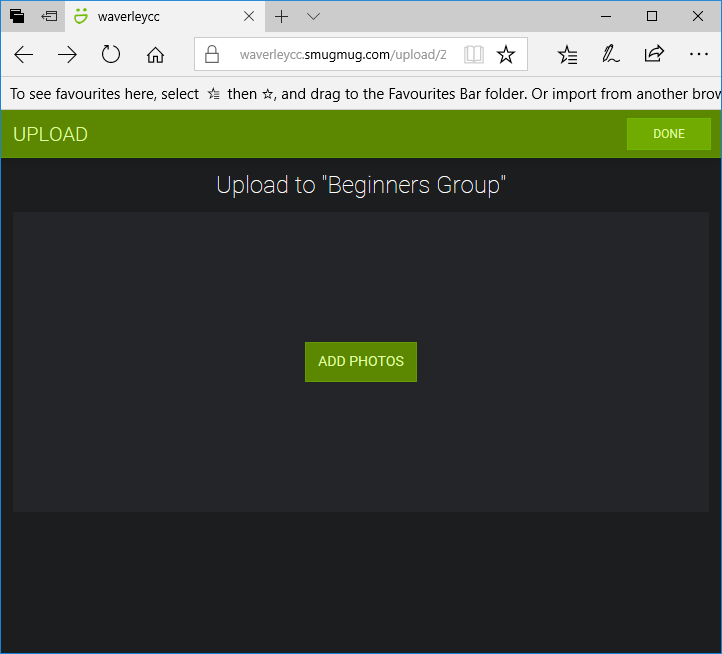 waverleycc
waverleycc.smugmug.com/upload/2
To see favourites here, select then , and drag to the Favourites Bar folder. Or import from another brow
UPLOAD
DONE
Upload to "Beginners Group"
ADD PHOTOS